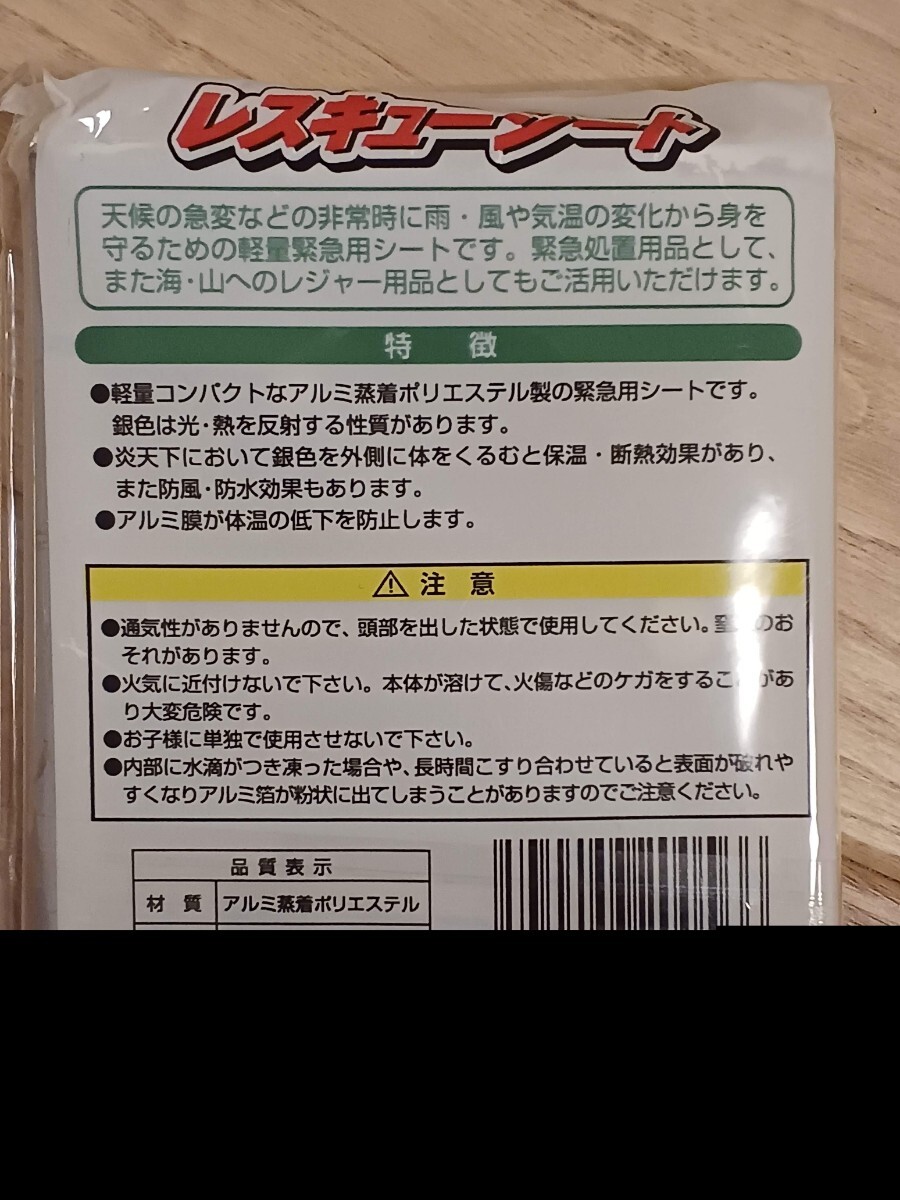 レスキューシート
天候の急変などの非常時に雨・風や気温の変化から身を
守るための軽量緊急用シートです。緊急処置用品として、
また海・山へのレジャー用品としてもご活用いただけます。
特 徴
●軽量コンパクトなアルミ蒸着ポリエステル製の緊急用シートです。
銀色は光・熱を反射する性質があります。
●炎天下において銀色を外側に体をくるむと保温・断熱効果があり、
また防風・防水効果もあります。
●アルミ膜が体温の低下を防止します。
⚠ 注 意
●通気性がありませんので、頭部を出した状態で使用してください。のお
それがあります。
●火気に近付けないで下さい。本体が溶けて、火傷などのケガをすることがあ
り大変危険です。
●お子様に単独で使用させないで下さい。
●内部に水滴がつき凍った場合や、長時間こすり合わせていると表面が破れや
すくなりアルミ箔が粉状に出てしまうことがありますのでご注意ください。
品質表示
材 質 アルミ蒸着ポリエステル